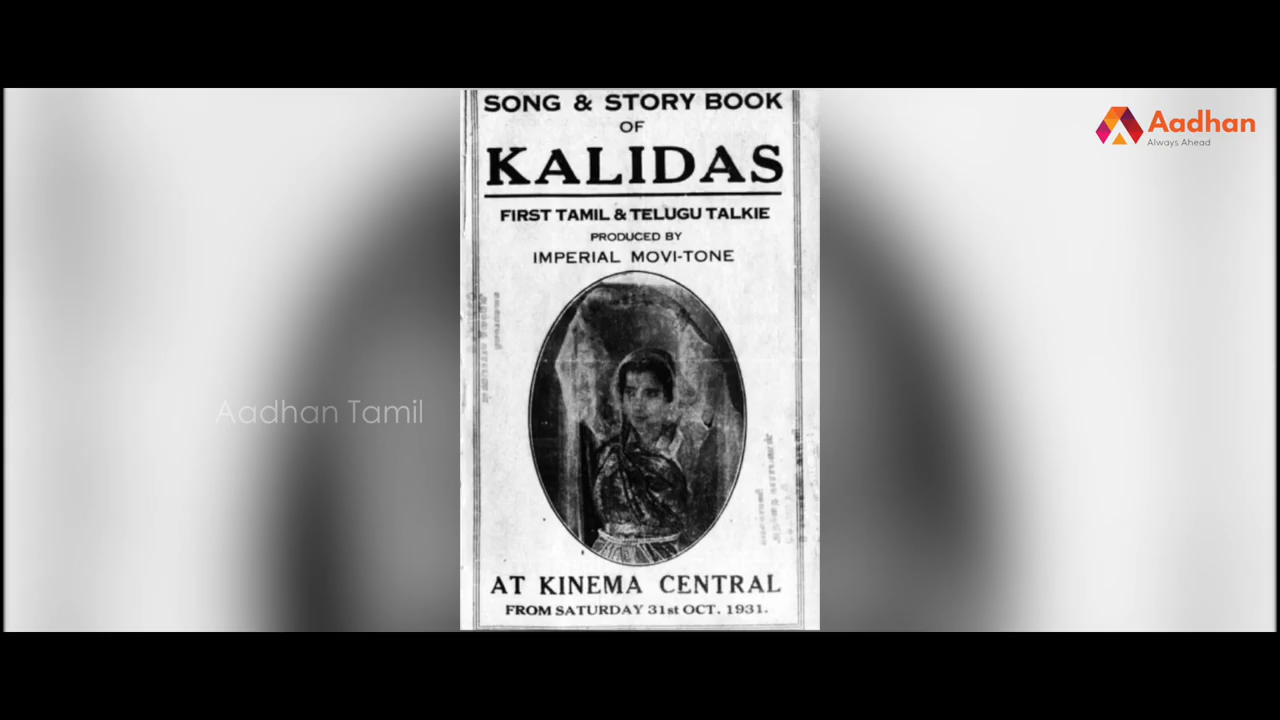 SONG & STORY BOOK
OF
KALIDAS
FIRST TAMIL & TELUGU TALKIE
PRODUCED BY
IMPERIAL MOVI-TONE
AT KINEMA CENTRAL
FROM SATURDAY 31st OCT. 1931.
Aadhan
Always Ahead
Aadhan Tamil